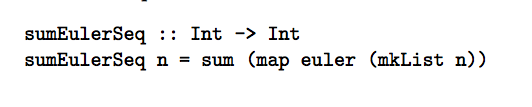 sumEulerSeq :: Int -> Int
sumEulerSeq n = sum (map euler (mkList n))